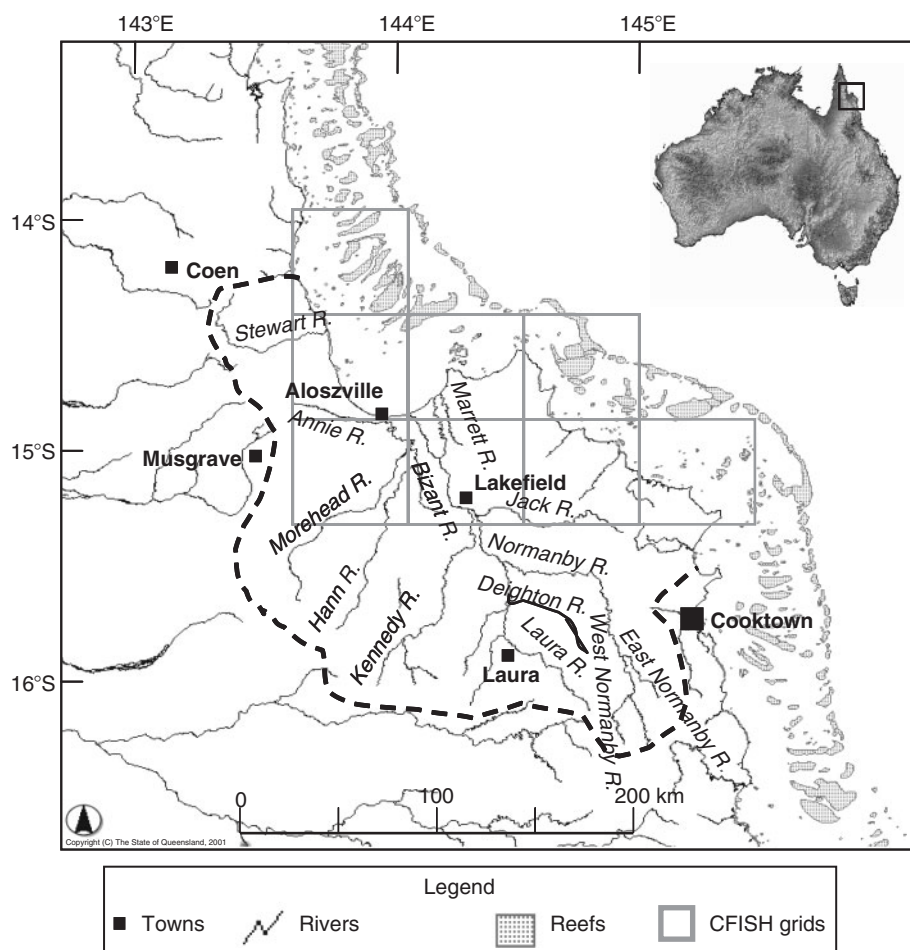 143°E 144°E 145°E
14°S
Coen
Stewart R.
Aloszville
Annie R.
Marrett R.
15°S
Musgrave
Bizant R.
Lakefield
Morehead R.
Jack R.
Normanby R.
Hann R.
Kennedy R.
Deighton R.
Cooktown
Laura R.
West Normanby R.
East Normanby R.
Laura
16°S
0 100 200 km
Copyright (C) The State of Queensland, 2001
Legend
Towns Rivers Reefs CFISH grids